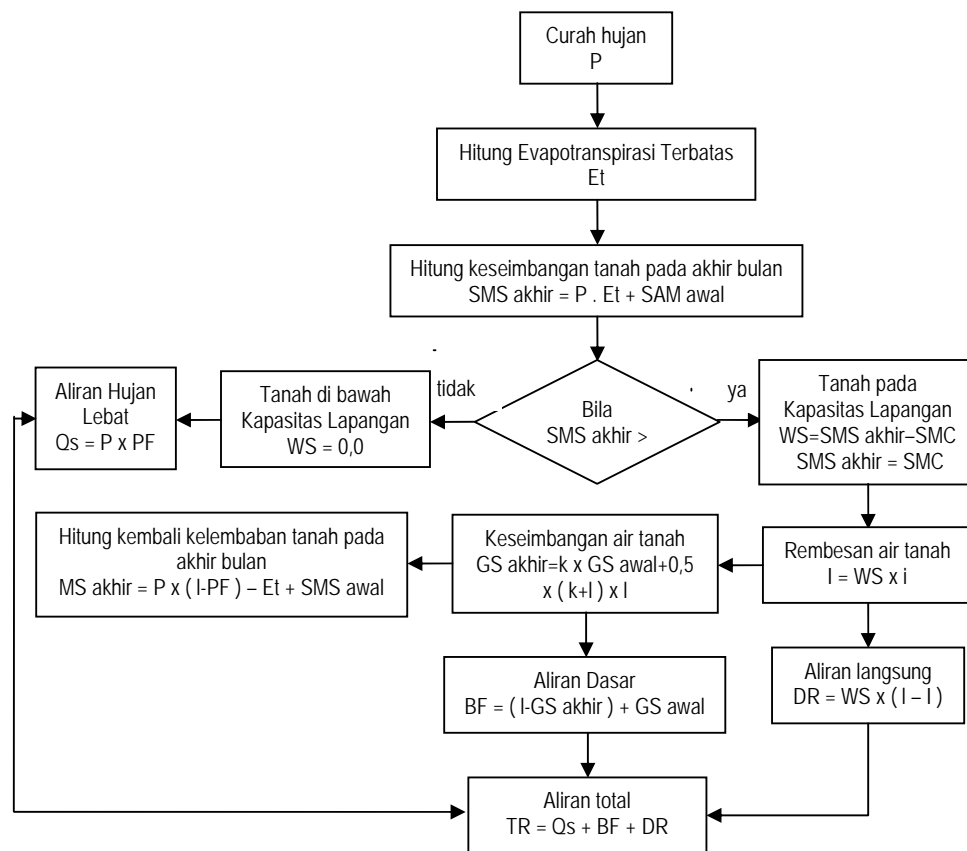 Curah hujan
P
Hitung Evapotranspirasi Terbatas
Et
Hitung keseimbangan tanah pada akhir bulan
SMS akhir = P . Et + SAM awal
Aliran Hujan
Lebat
Qs = P x PF
Tanah di bawah
Kapasitas Lapangan
WS = 0,0
tidak
Bila
SMS akhir >
ya
Tanah pada
Kapasitas Lapangan
WS=SMS akhir–SMC
SMS akhir = SMC
Hitung kembali kelembaban tanah pada
akhir bulan
MS akhir = P x ( I-PF ) – Et + SMS awal
Keseimbangan air tanah
GS akhir=k x GS awal+0,5
x ( k+I ) x I
Rembesan air tanah
I = WS x i
Aliran Dasar
BF = ( I-GS akhir ) + GS awal
Aliran langsung
DR = WS x ( I – I )
Aliran total
TR = Qs + BF + DR